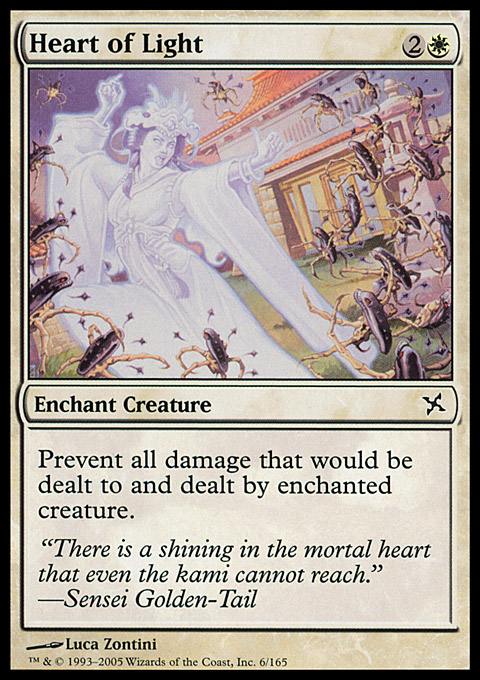 Heart of Light 2
Enchant Creature
Prevent all damage that would be
dealt to and dealt by enchanted
creature.
“There is a shining in the mortal heart
that even the kami cannot reach.”
—Sensei Golden-Tail
Luca Zontini
™ & © 1993–2005 Wizards of the Coast, Inc. 6/165